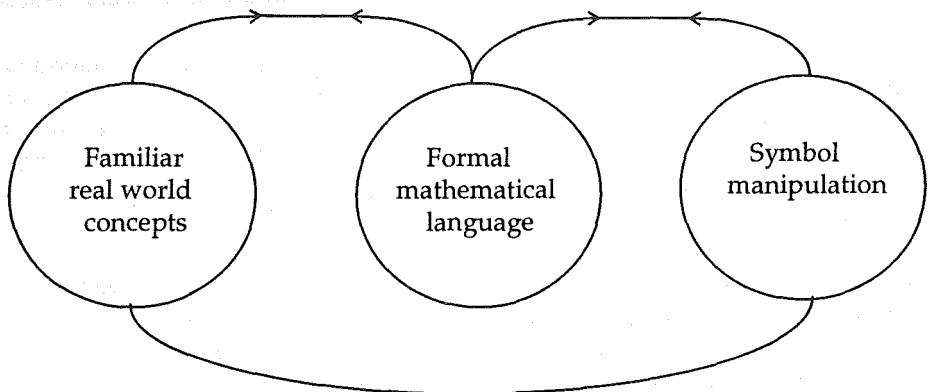 Familiar
real world
concepts
Formal
mathematical
language
Symbol
manipulation